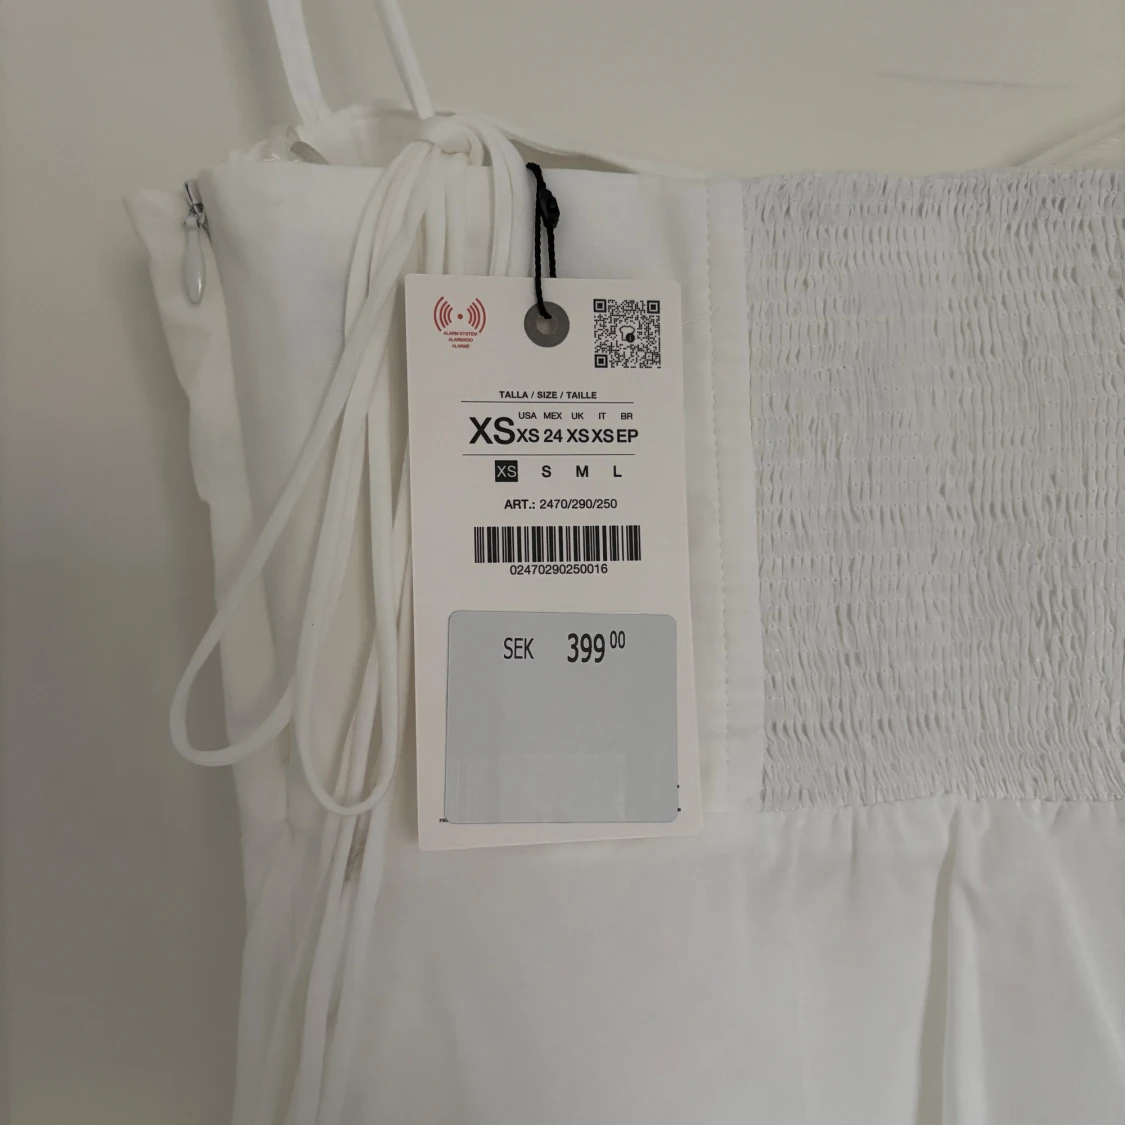 ALARM SYSTEM
ALARMADO
ALARME
TALLA / SIZE / TAILLE
USA MEX UK IT BR
XS XS 24 XS XS EP
XS S M L
ART.: 2470/290/250
02470290250016
SEK 399 00